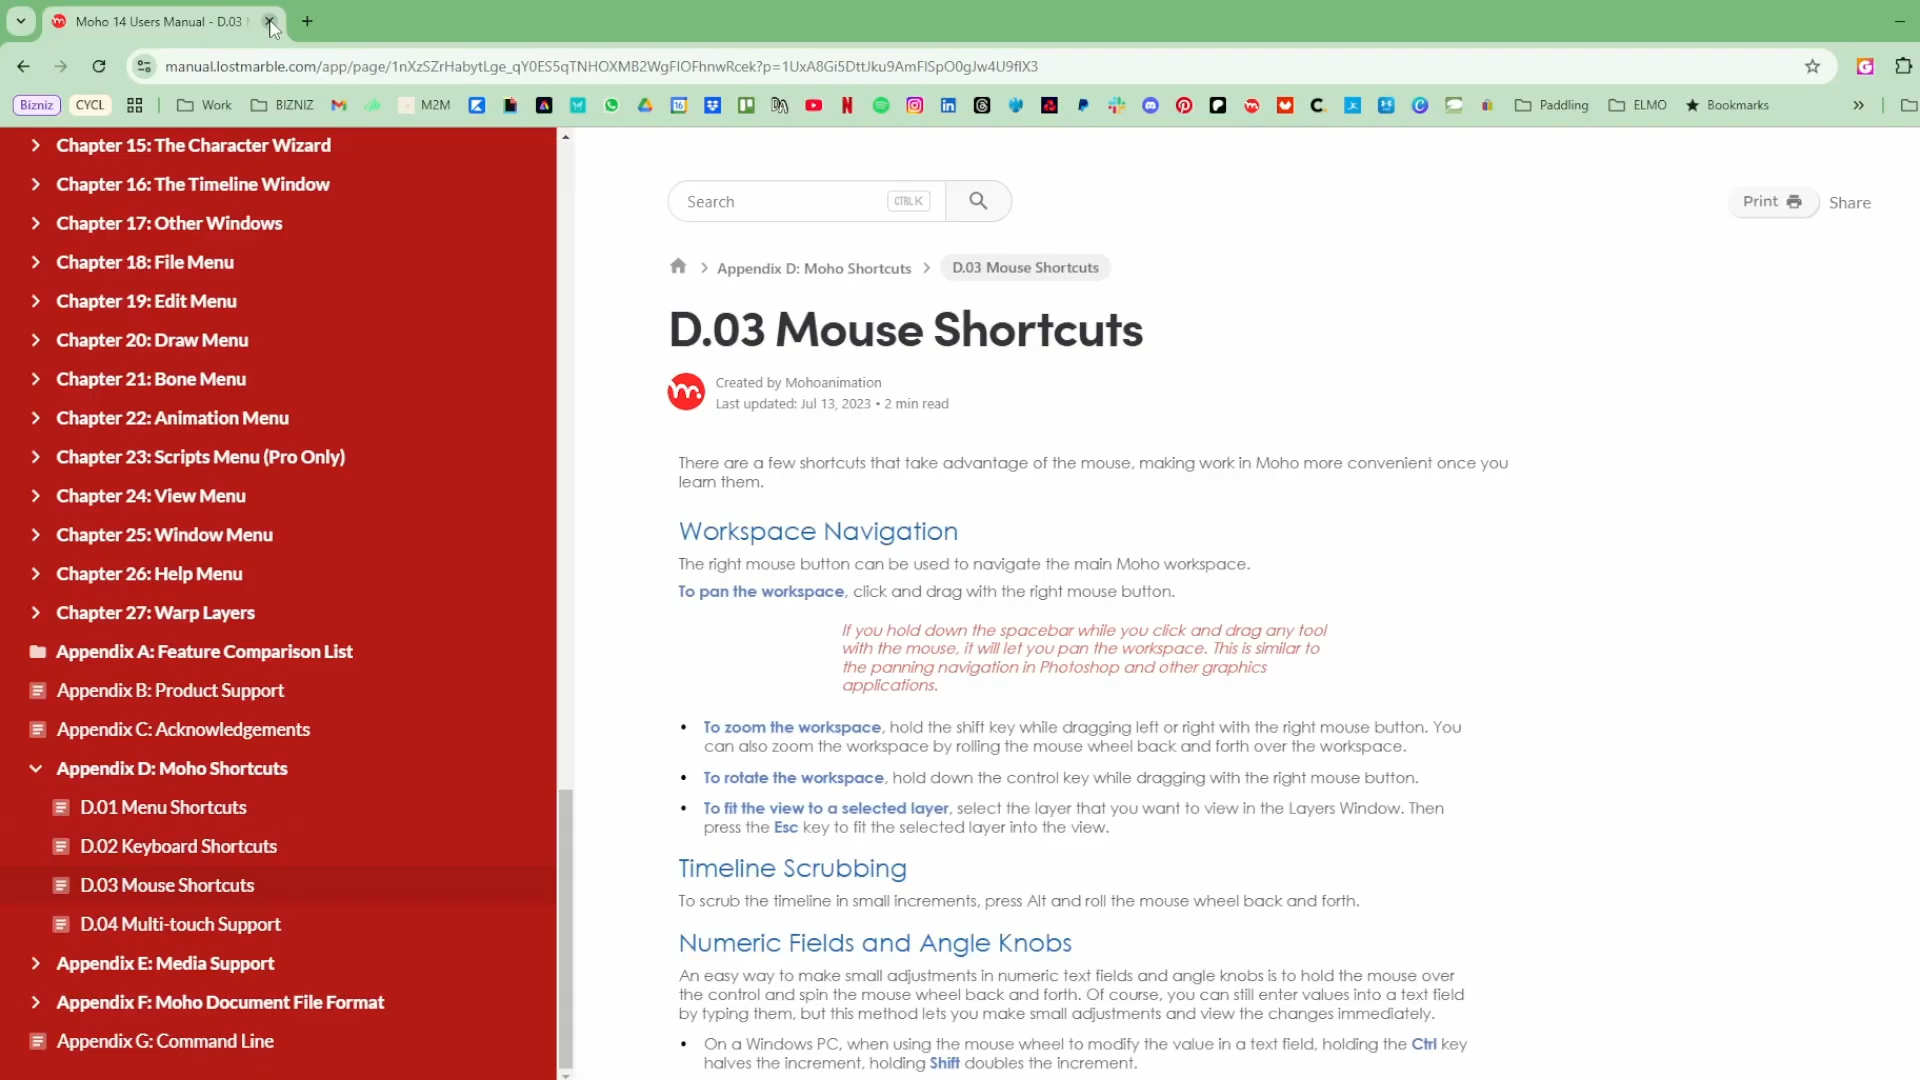 Moho 14 Users Manual - D.03
manual.lostmarble.com/app/page/1nXzSZrHabytLge_qY0ES5qTNHOXMB2WgFIOFhnwRcek?p=1UxA8Gi5DttJku9AmFlSpO0gJw4U9flX3
Bizniz CYCL Work BIZNIZ M2M Paddling ELMO Bookmarks
Chapter 15: The Character Wizard
Chapter 16: The Timeline Window
Chapter 17: Other Windows
Chapter 18: File Menu
Chapter 19: Edit Menu
Chapter 20: Draw Menu
Chapter 21: Bone Menu
Chapter 22: Animation Menu
Chapter 23: Scripts Menu (Pro Only)
Chapter 24: View Menu
Chapter 25: Window Menu
Chapter 26: Help Menu
Chapter 27: Warp Layers
Appendix A: Feature Comparison List
Appendix B: Product Support
Appendix C: Acknowledgements
Appendix D: Moho Shortcuts
D.01 Menu Shortcuts
D.02 Keyboard Shortcuts
D.03 Mouse Shortcuts
D.04 Multi-touch Support
Appendix E: Media Support
Appendix F: Moho Document File Format
Appendix G: Command Line
Search CTRL K
Print Share
Appendix D: Moho Shortcuts > D.03 Mouse Shortcuts
D.03 Mouse Shortcuts
Created by Mohoanimation
Last updated: Jul 13, 2023 • 2 min read
There are a few shortcuts that take advantage of the mouse, making work in Moho more convenient once you
learn them.
Workspace Navigation
The right mouse button can be used to navigate the main Moho workspace.
To pan the workspace, click and drag with the right mouse button.
If you hold down the spacebar while you click and drag any tool
with the mouse, it will let you pan the workspace. This is similar to
the panning navigation in Photoshop and other graphics
applications.
• To zoom the workspace, hold the shift key while dragging left or right with the right mouse button. You
can also zoom the workspace by rolling the mouse wheel back and forth over the workspace.
• To rotate the workspace, hold down the control key while dragging with the right mouse button.
• To fit the view to a selected layer, select the layer that you want to view in the Layers Window. Then
press the Esc key to fit the selected layer into the view.
Timeline Scrubbing
To scrub the timeline in small increments, press Alt and roll the mouse wheel back and forth.
Numeric Fields and Angle Knobs
An easy way to make small adjustments in numeric text fields and angle knobs is to hold the mouse over
the control and spin the mouse wheel back and forth. Of course, you can still enter values into a text field
by typing them, but this method lets you make small adjustments and view the changes immediately.
• On a Windows PC, when using the mouse wheel to modify the value in a text field, holding the Ctrl key
halves the increment, holding Shift doubles the increment.